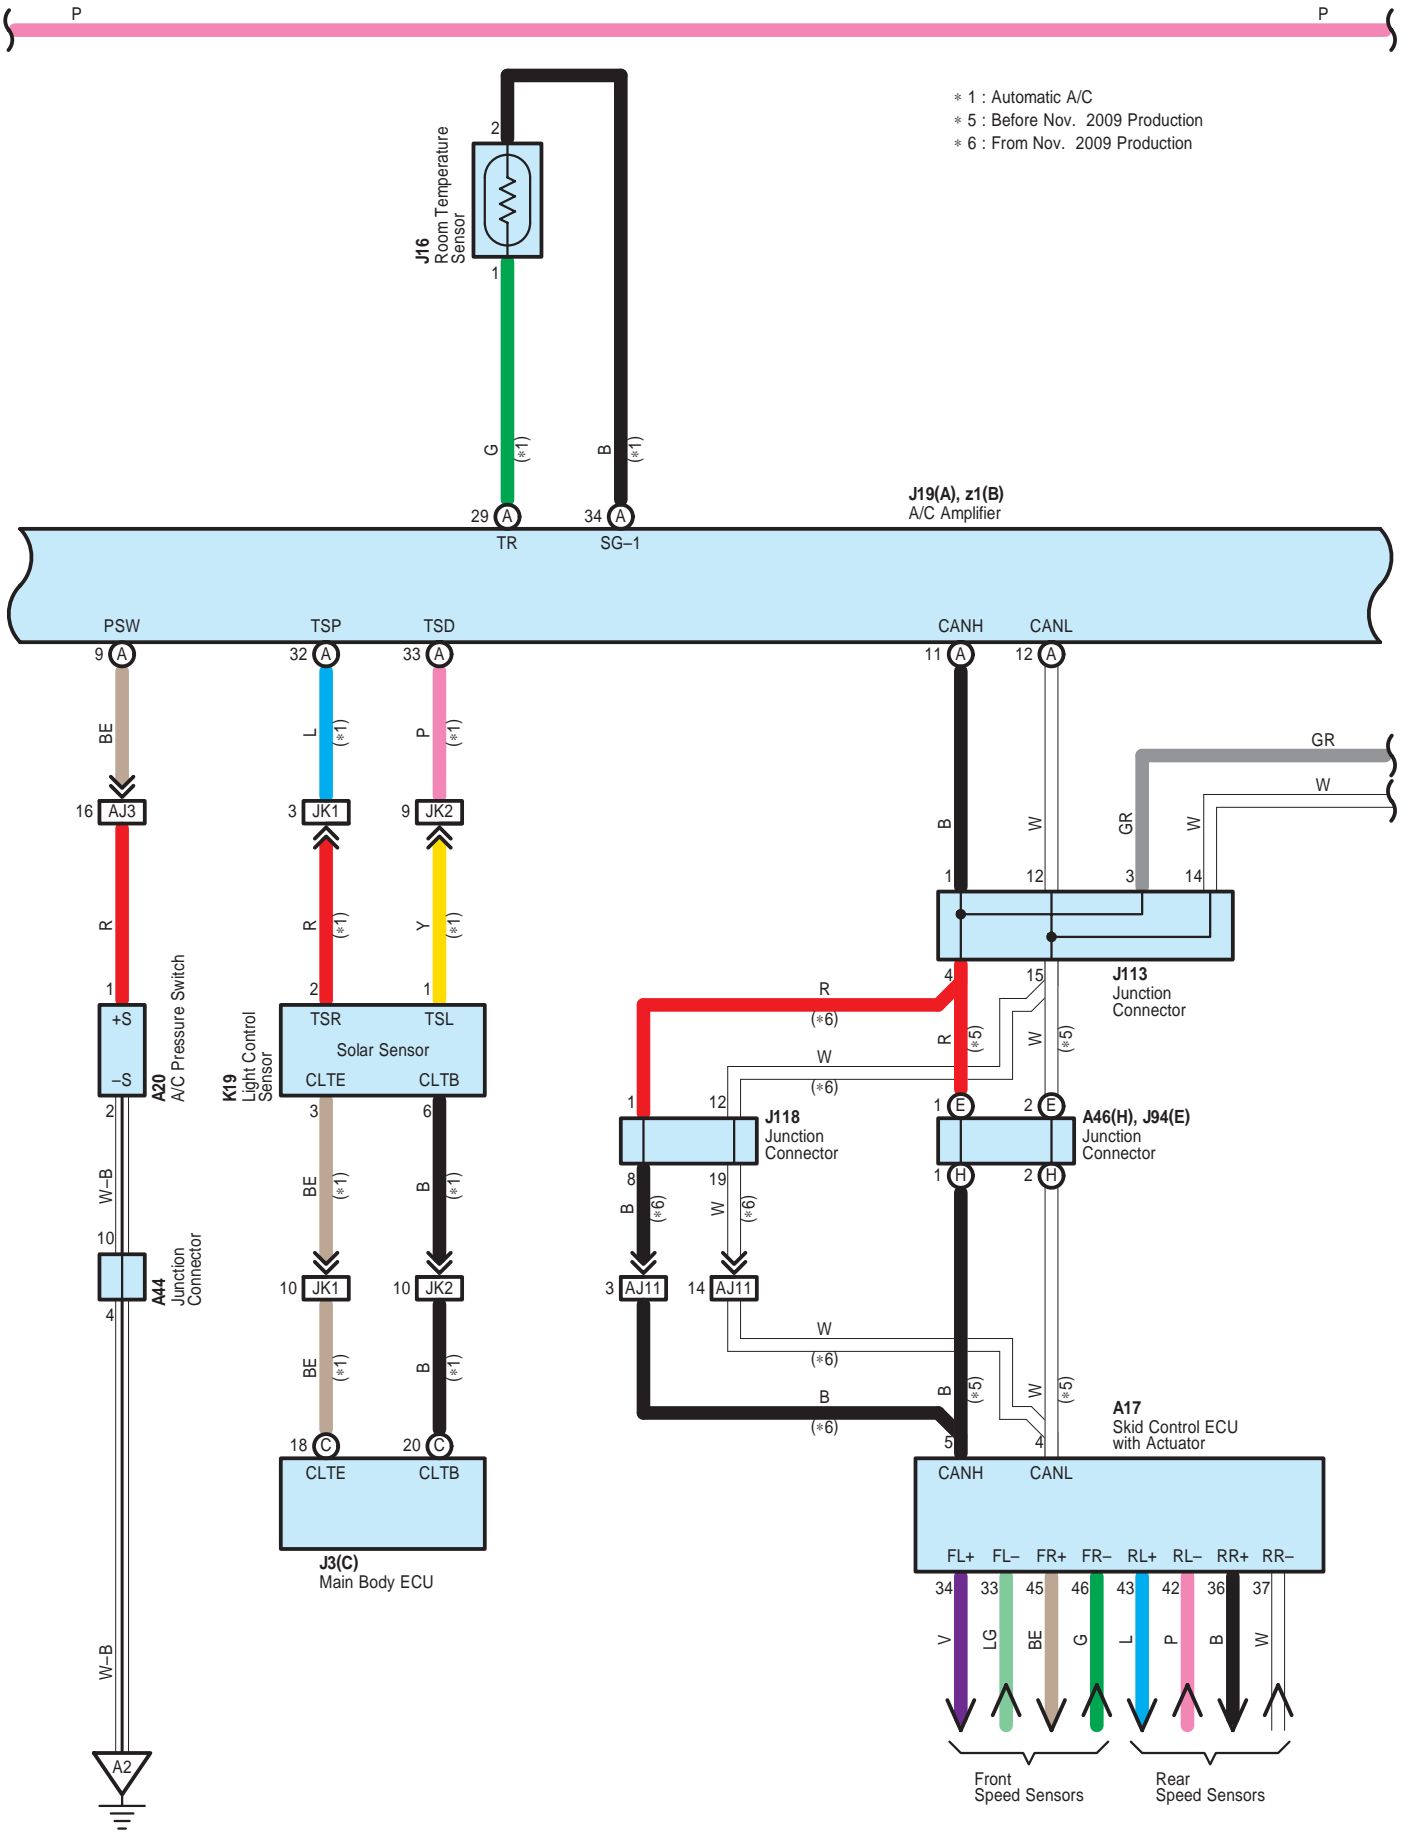 P P
* 1 : Automatic A/C
* 5 : Before Nov. 2009 Production
* 6 : From Nov. 2009 Production
2
J16
Room Temperature
Sensor
1
G (*1) B (*1)
J19(A), z1(B)
A/C Amplifier
29 A 34 A
TR SG–1
PSW TSP TSD CANH CANL
9 A 32 A 33 A 11 A 12 A
BE L (*1) P (*1)
GR
W
16 AJ3 3 JK1 9 JK2
B W GR W
1 12 3 14
R R (*1) Y (*1)
4 15
J113
Junction
Connector
1 2 1
+S TSR TSL
Solar Sensor
–S CLTE CLTB
A20
A/C Pressure Switch
K19
Light Control
Sensor
R
(*6)
R (*5) W (*5)
W
(*6)
2 3 6
1 12
J118
Junction
Connector
1 E 2 E
A46(H), J94(E)
Junction
Connector
8 19
1 H 2 H
W–B BE (*1) B (*1)
B (*6) W (*6)
10
A44
Junction
Connector
4
10 JK1 10 JK2 3 AJ11 14 AJ11
W
(*6)
BE (*1) B (*1)
B
(*6)
B (*5) W (*5)
A17
Skid Control ECU
with Actuator
18 C 20 C 5 4
CLTE CLTB CANH CANL
J3(C)
Main Body ECU
FL+ FL– FR+ FR– RL+ RL– RR+ RR–
34 33 45 46 43 42 36 37
V LG BE G L P B W
W–B
A2
Front
Speed Sensors
Rear
Speed Sensors